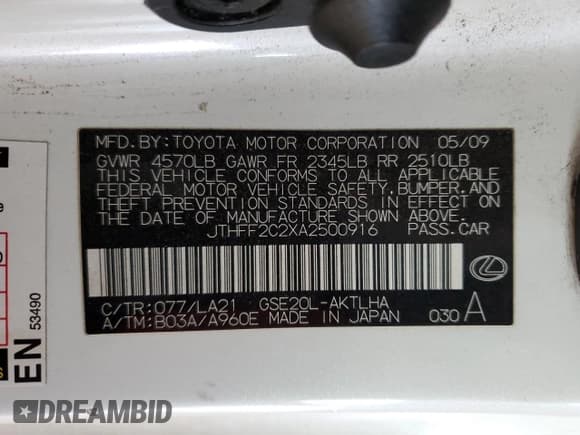 MFD.BY:TOYOTA MOTOR CORPORATION 05/09
GVWR 4570LB GAWR FR 2345LB RR 2510LB
THIS VEHICLE CONFORMS TO ALL APPLICABLE
FEDERAL MOTOR VEHICLE SAFETY,BUMPER,AND
THEFT PREVENTION STANDARDS IN EFFECT ON
THE DATE OF MANUFACTURE SHOWN ABOVE.
JTHFF2C2XA2500916 PASS.CAR
C/TR:077/LA21 GSE20L-AKTLHA
A/TM:B03A/A960E MADE IN JAPAN 030 A
EN 53490
DREAMBID